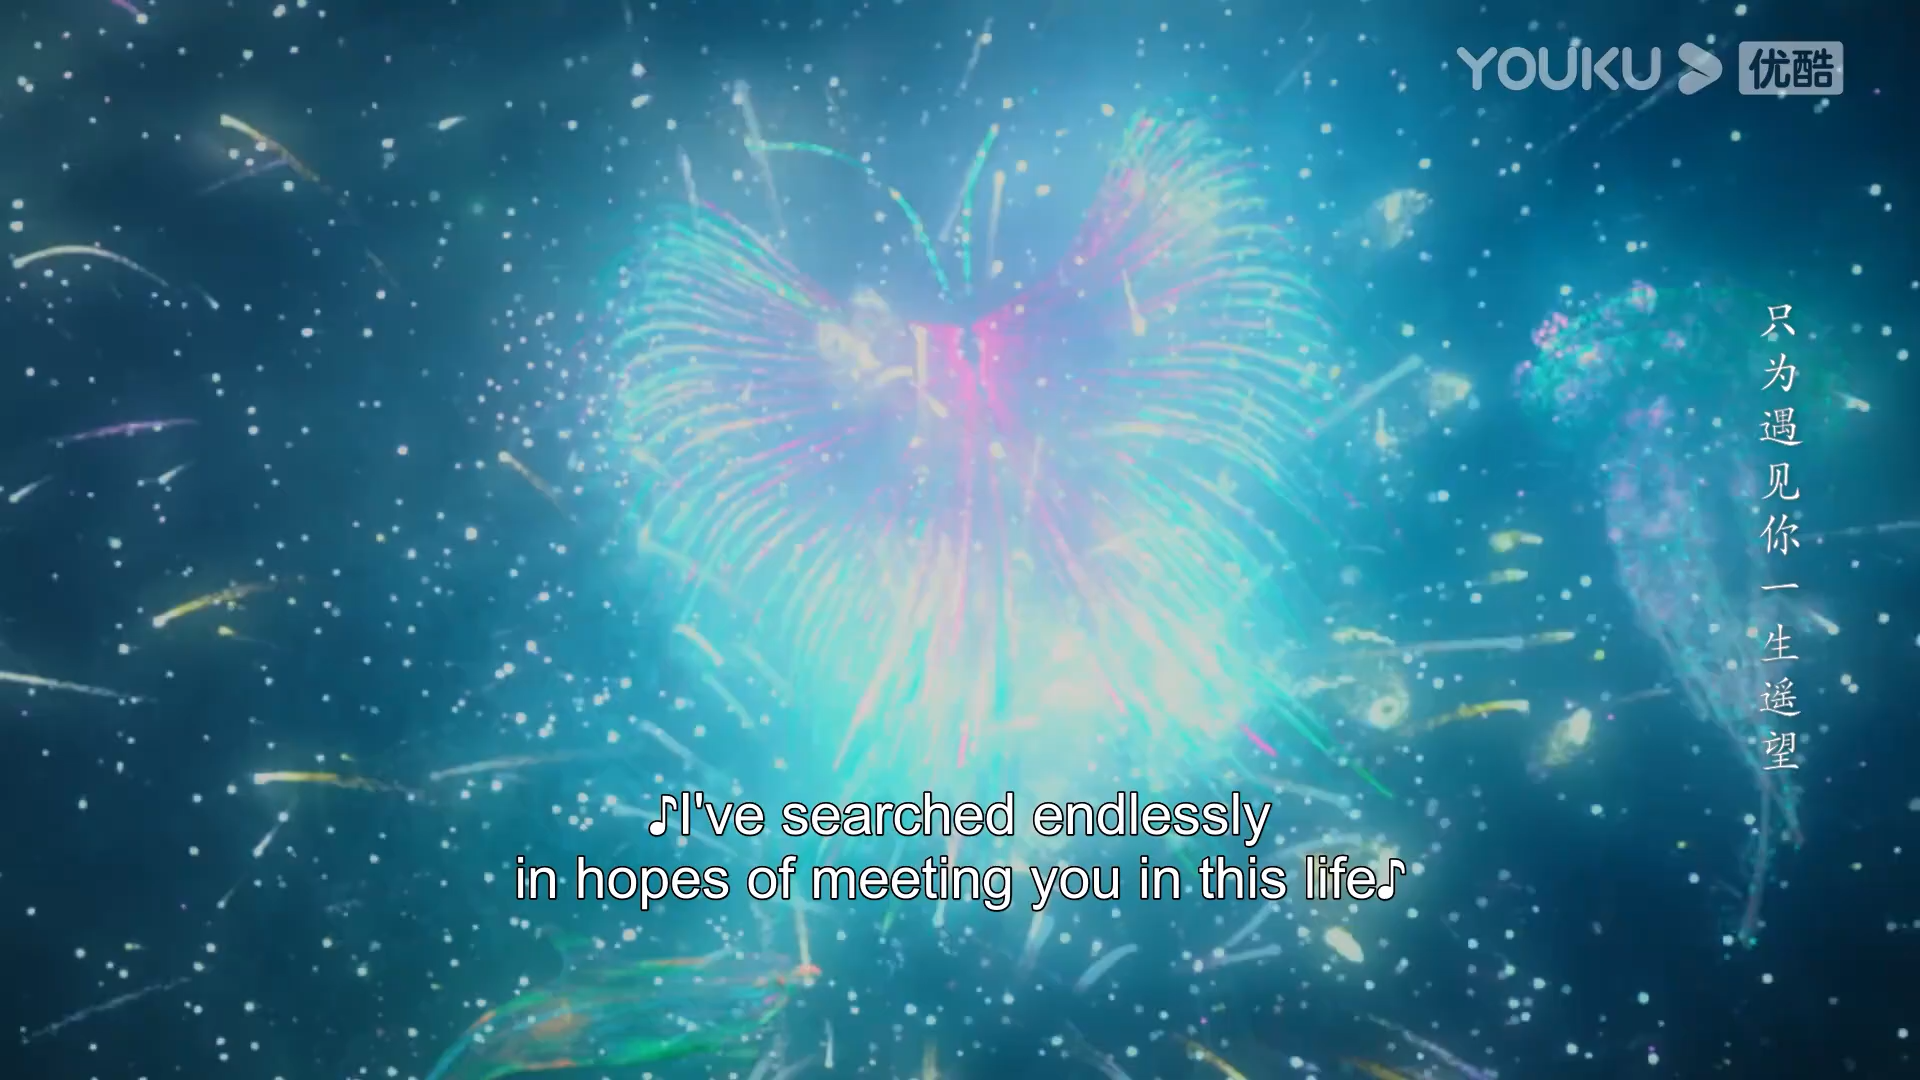 YOUKU 优酷
只为遇见你一生遥望
♪I've searched endlessly
in hopes of meeting you in this life♪